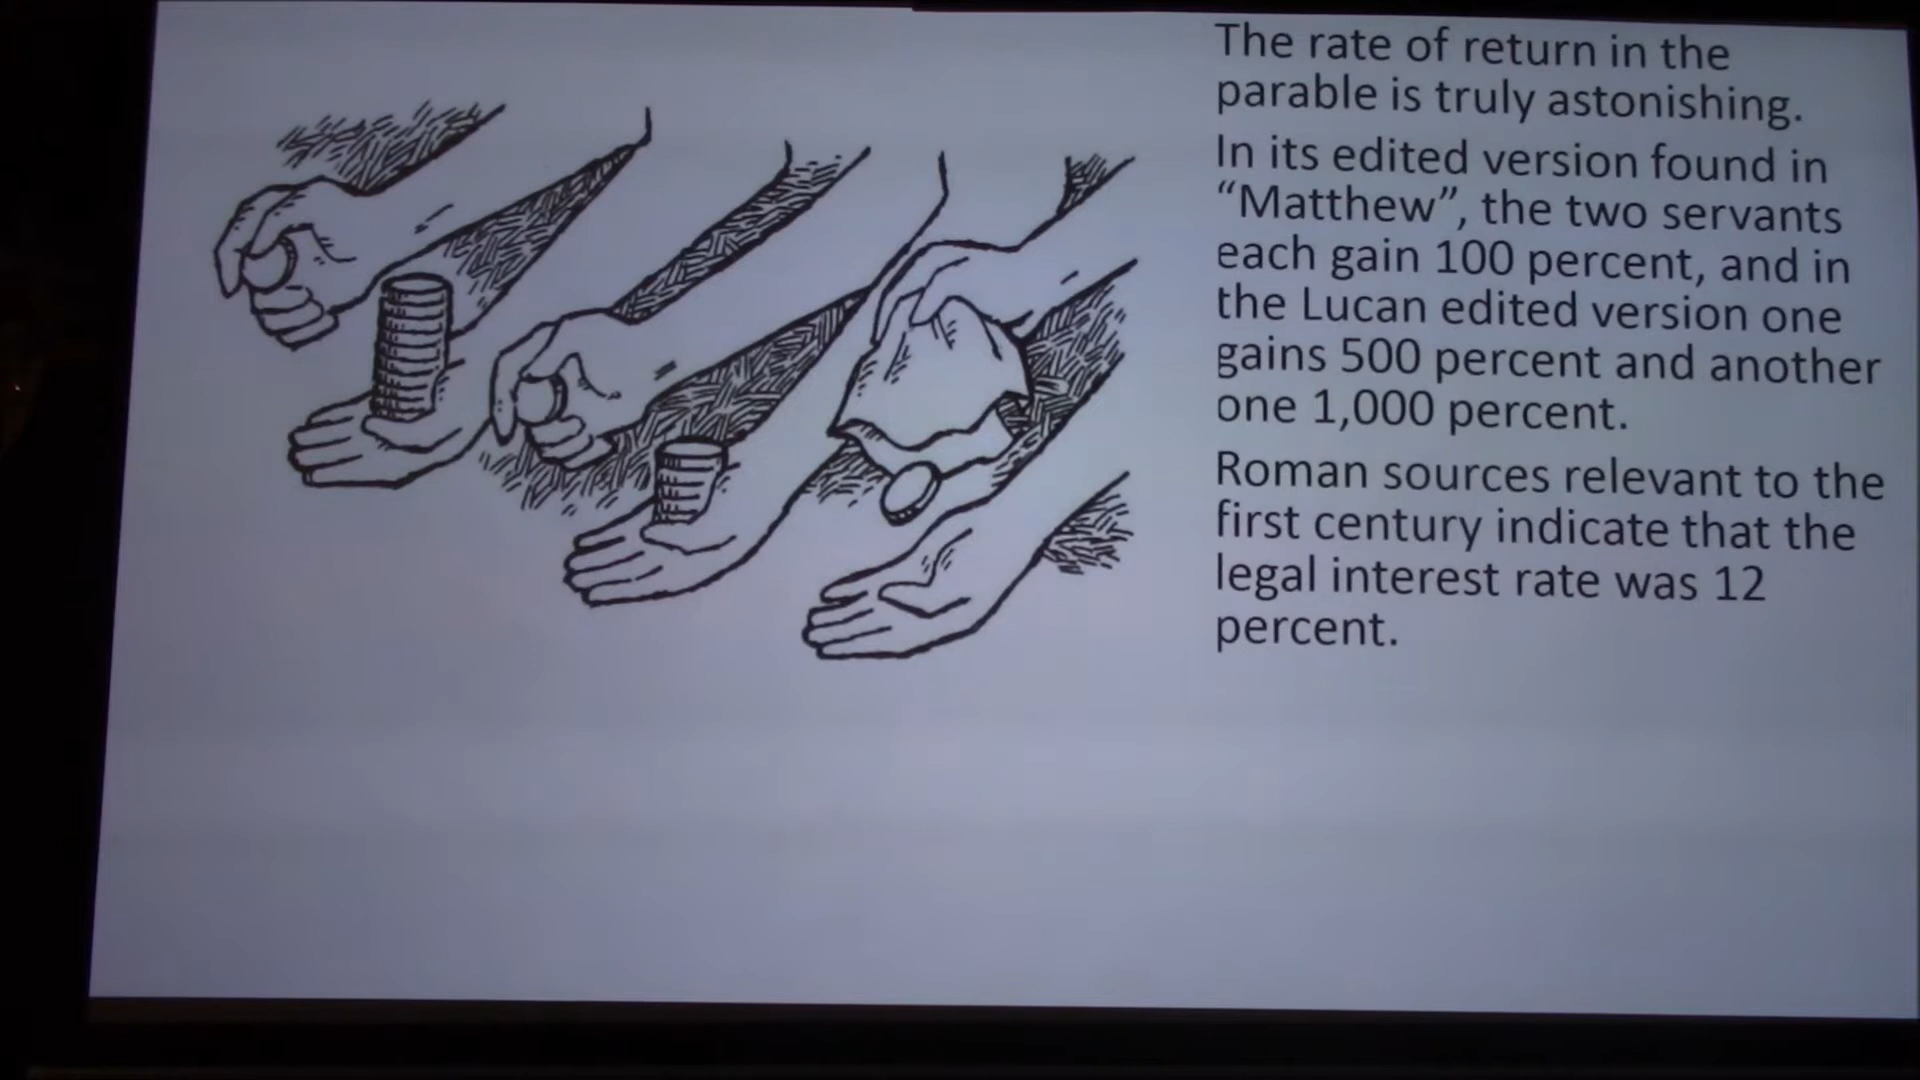 The rate of return in the
parable is truly astonishing.
In its edited version found in
“Matthew”, the two servants
each gain 100 percent, and in
the Lucan edited version one
gains 500 percent and another
one 1,000 percent.
Roman sources relevant to the
first century indicate that the
legal interest rate was 12
percent.